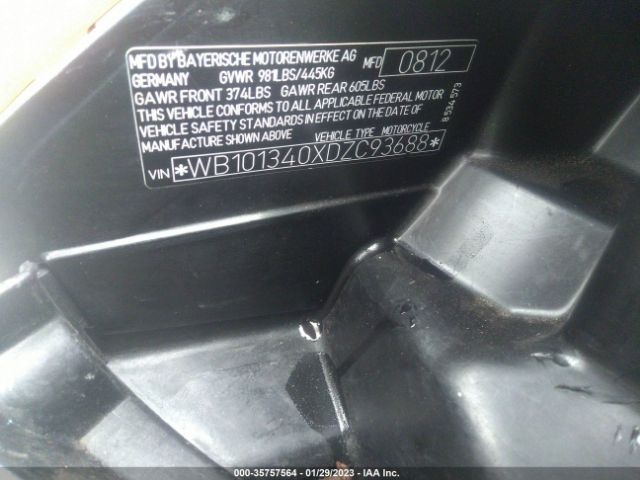 MFD BY BAYERISCHE MOTORENWERKE AG MFD 0812
GERMANY GVWR 981LBS/445KG
GAWR FRONT 374LBS GAWR REAR 605LBS
THIS VEHICLE CONFORMS TO ALL APPLICABLE FEDERAL MOTOR
VEHICLE SAFETY STANDARDS IN EFFECT ON THE DATE OF
MANUFACTURE SHOWN ABOVE VEHICLE TYPE MOTORCYCLE
8 534 573
VIN *WB101340XDZC93688*
000-35757564 / 01/29/2023 / IAA Inc.